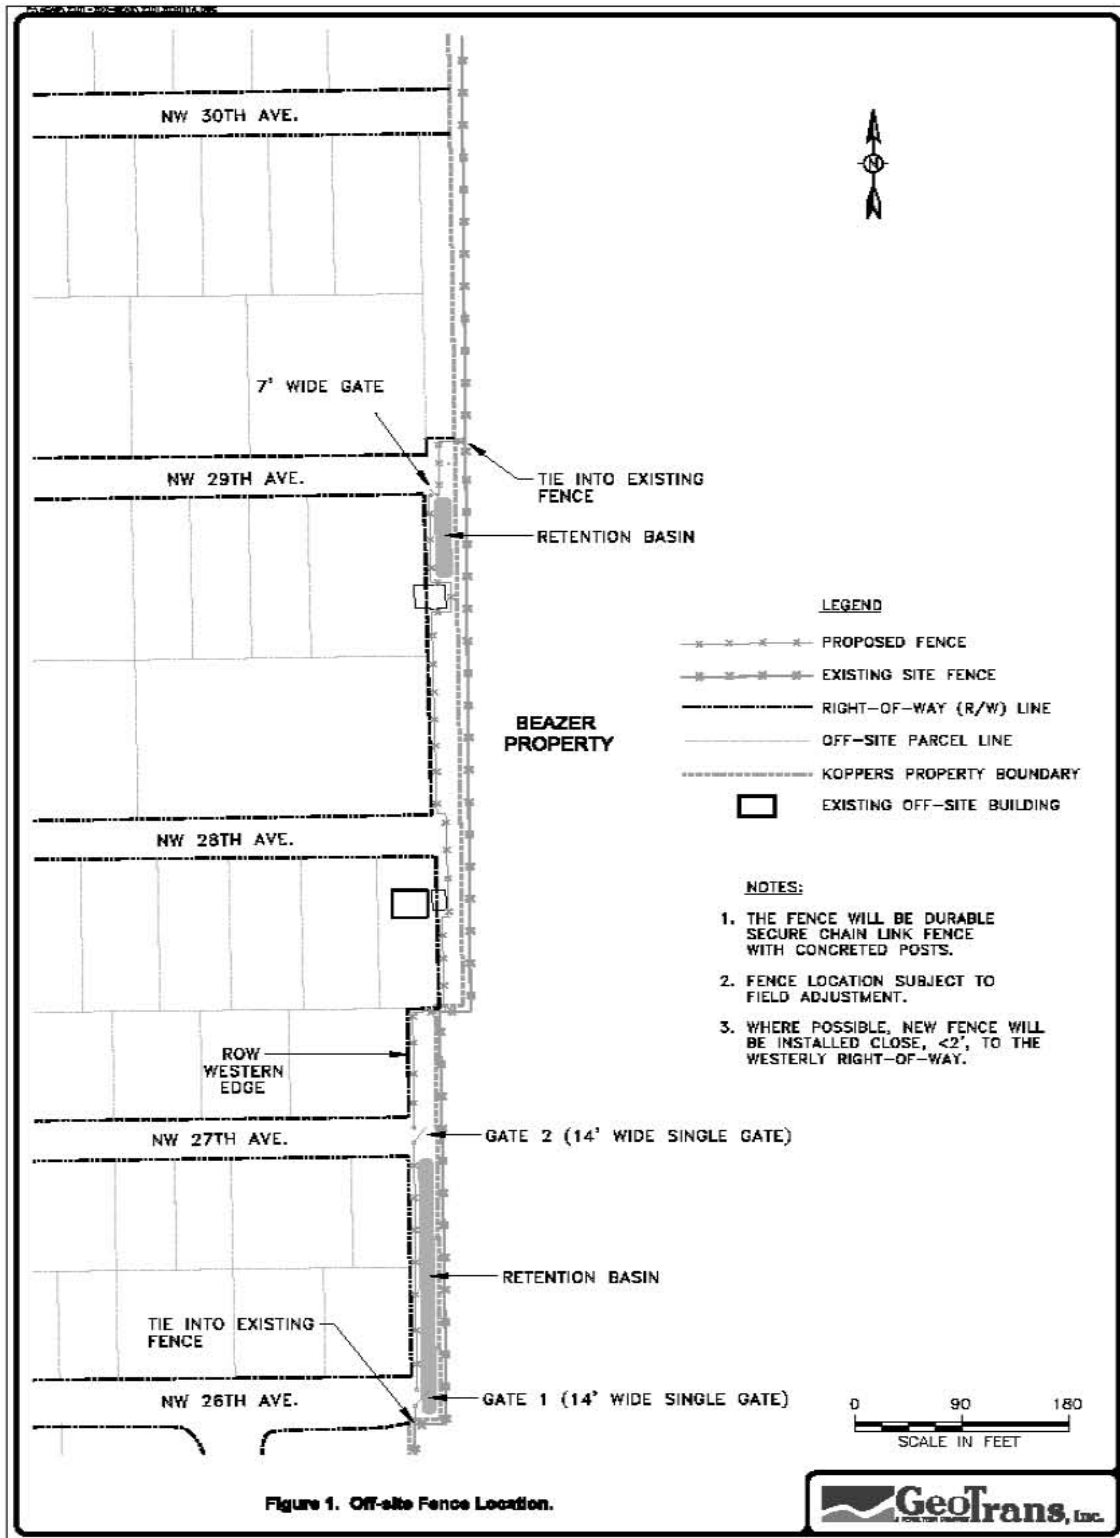 NW 30TH AVE.
N
7' WIDE GATE
NW 29TH AVE.
TIE INTO EXISTING
FENCE
RETENTION BASIN
LEGEND
PROPOSED FENCE
EXISTING SITE FENCE
RIGHT-OF-WAY (R/W) LINE
OFF-SITE PARCEL LINE
KOPPERS PROPERTY BOUNDARY
EXISTING OFF-SITE BUILDING
BEAZER
PROPERTY
NW 28TH AVE.
NOTES:
1. THE FENCE WILL BE DURABLE
SECURE CHAIN LINK FENCE
WITH CONCRETED POSTS.
2. FENCE LOCATION SUBJECT TO
FIELD ADJUSTMENT.
3. WHERE POSSIBLE, NEW FENCE WILL
BE INSTALLED CLOSE, <2', TO THE
WESTERLY RIGHT-OF-WAY.
ROW
WESTERN
EDGE
NW 27TH AVE.
GATE 2 (14' WIDE SINGLE GATE)
RETENTION BASIN
TIE INTO EXISTING
FENCE
NW 26TH AVE.
GATE 1 (14' WIDE SINGLE GATE)
0 90 180
SCALE IN FEET
Figure 1. Off-site Fence Location.
GeoTrans, Inc.